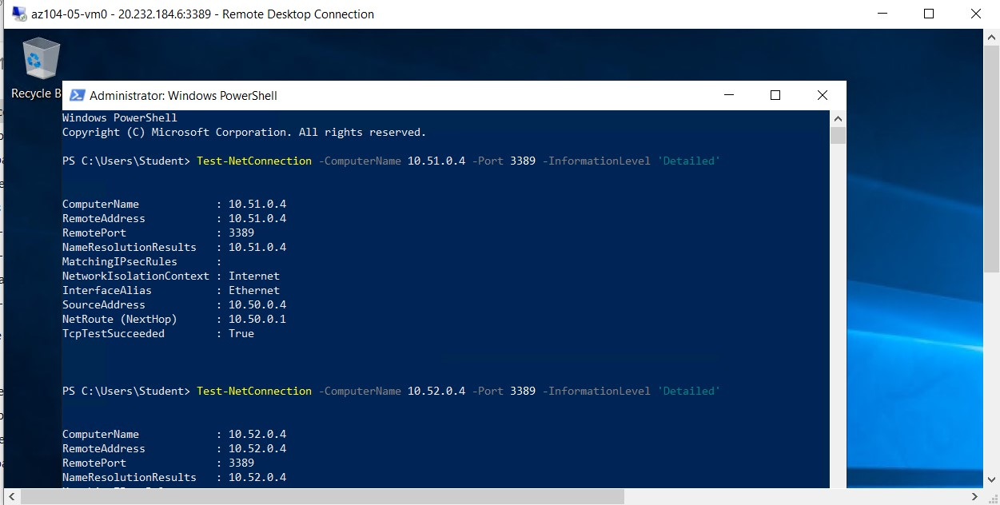 az104-05-vm0 - 20.232.184.6:3389 - Remote Desktop Connection
Recycle B
Administrator: Windows PowerShell
Windows PowerShell
Copyright (C) Microsoft Corporation. All rights reserved.
PS C:\Users\Student> Test-NetConnection -ComputerName 10.51.0.4 -Port 3389 -InformationLevel 'Detailed'
ComputerName            : 10.51.0.4
RemoteAddress           : 10.51.0.4
RemotePort              : 3389
NameResolutionResults   : 10.51.0.4
MatchingIPsecRules      :
NetworkIsolationContext : Internet
InterfaceAlias          : Ethernet
SourceAddress           : 10.50.0.4
NetRoute (NextHop)      : 10.50.0.1
TcpTestSucceeded        : True
PS C:\Users\Student> Test-NetConnection -ComputerName 10.52.0.4 -Port 3389 -InformationLevel 'Detailed'
ComputerName            : 10.52.0.4
RemoteAddress           : 10.52.0.4
RemotePort              : 3389
NameResolutionResults   : 10.52.0.4